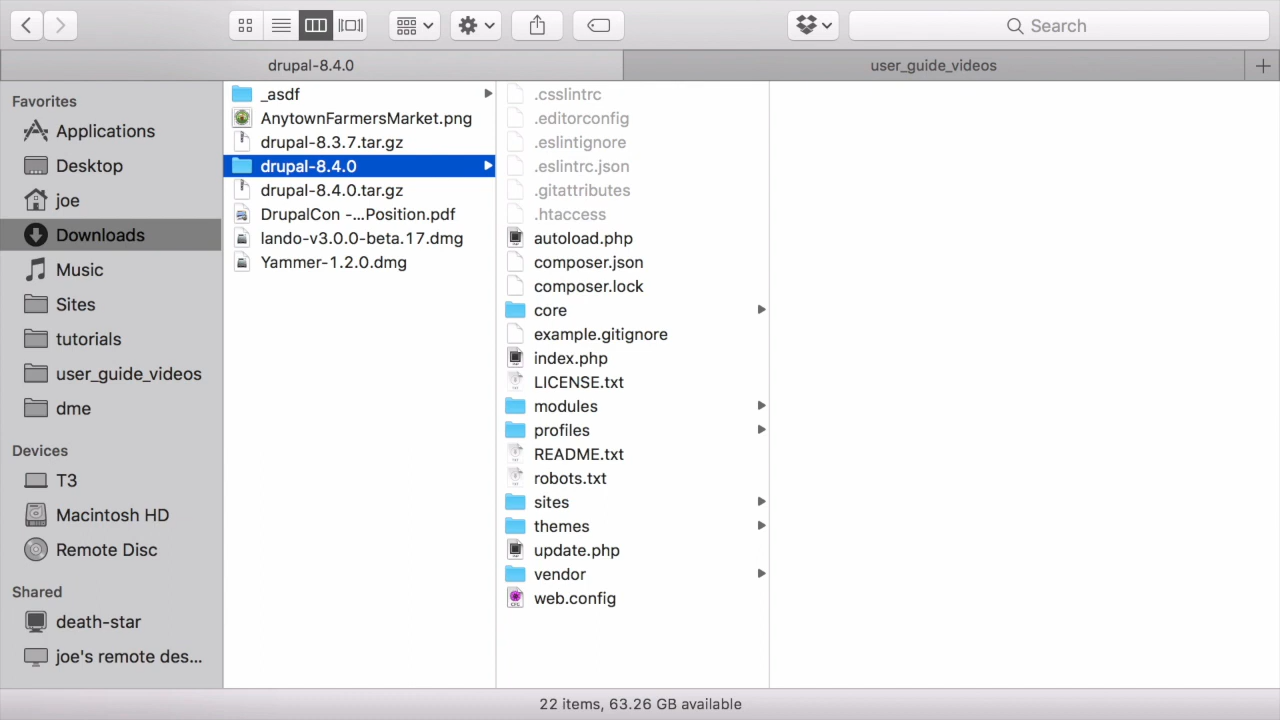 Search
drupal-8.4.0
user_guide_videos
Favorites
Applications
Desktop
joe
Downloads
Music
Sites
tutorials
user_guide_videos
dme
Devices
T3
Macintosh HD
Remote Disc
Shared
death-star
joe's remote des...
_asdf
AnytownFarmersMarket.png
drupal-8.3.7.tar.gz
drupal-8.4.0
drupal-8.4.0.tar.gz
DrupalCon -...Position.pdf
lando-v3.0.0-beta.17.dmg
Yammer-1.2.0.dmg
.csslintrc
.editorconfig
.eslintignore
.eslintrc.json
.gitattributes
.htaccess
autoload.php
composer.json
composer.lock
core
example.gitignore
index.php
LICENSE.txt
modules
profiles
README.txt
robots.txt
sites
themes
update.php
vendor
web.config
22 items, 63.26 GB available